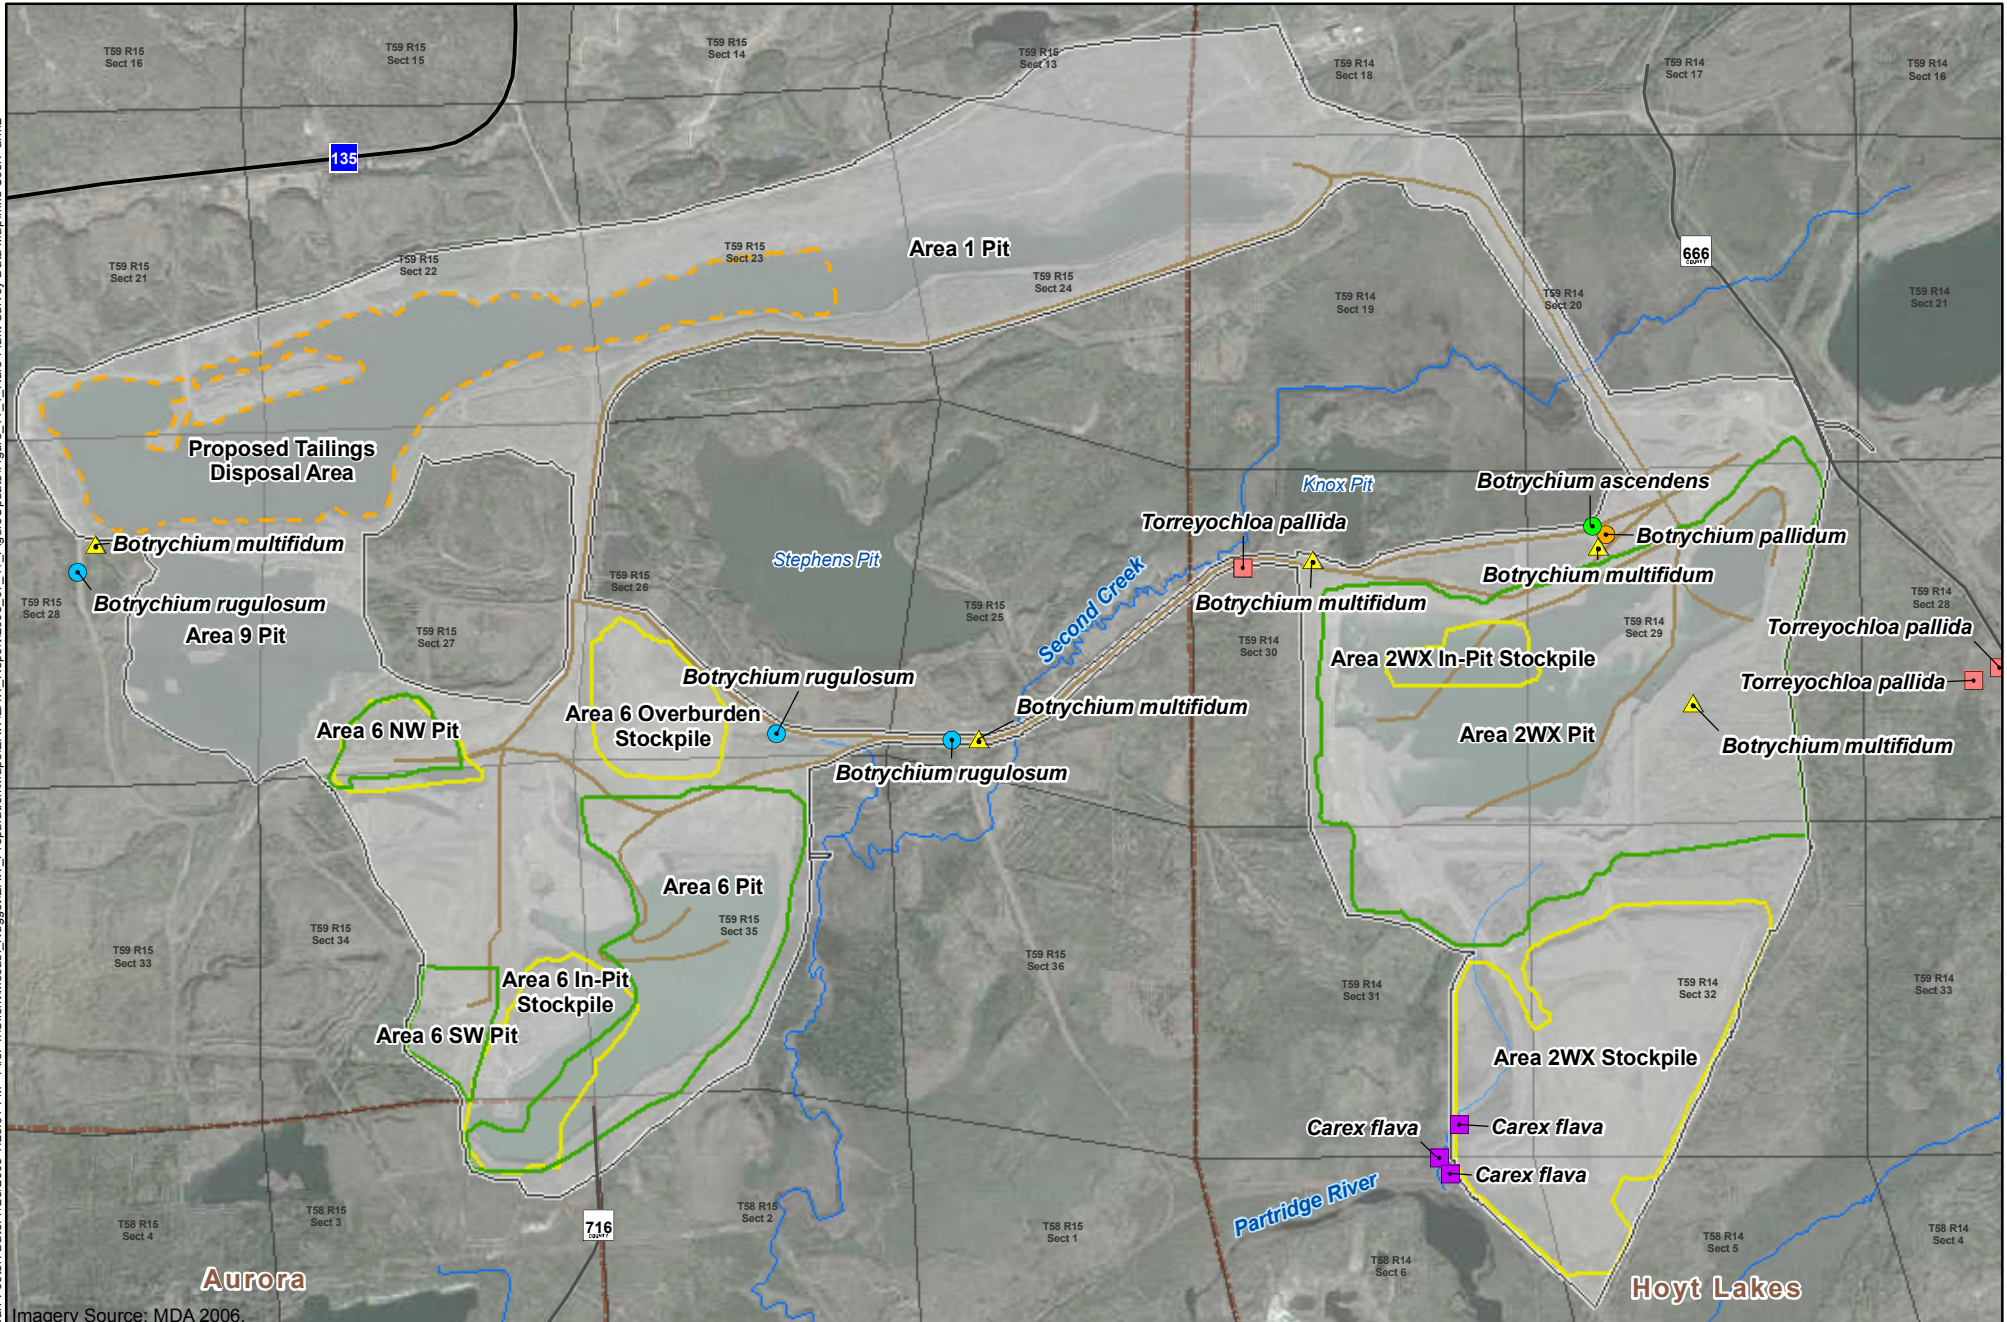 T59 R15
Sect 16
T59 R15
Sect 15
T59 R15
Sect 14
T59 R15
Sect 13
T59 R14
Sect 18
T59 R14
Sect 17
T59 R14
Sect 16
135
666
COUNTY
T59 R15
Sect 21
T59 R15
Sect 22
T59 R15
Sect 23
Area 1 Pit
T59 R15
Sect 24
T59 R14
Sect 19
T59 R14
Sect 20
T59 R14
Sect 21
Proposed Tailings
Disposal Area
Knox Pit
Botrychium ascendens
Torreyochloa pallida
Botrychium pallidum
Botrychium multifidum
Stephens Pit
Botrychium multifidum
Botrychium rugulosum
Botrychium multifidum
T59 R15
Sect 28
T59 R15
Sect 27
T59 R15
Sect 26
T59 R15
Sect 25
Second Creek
T59 R14
Sect 30
T59 R14
Sect 29
T59 R14
Sect 28
Torreyochloa pallida
Area 9 Pit
Area 2WX In-Pit Stockpile
Torreyochloa pallida
Botrychium rugulosum
Botrychium multifidum
Area 6 NW Pit
Area 6 Overburden
Stockpile
Area 2WX Pit
Botrychium multifidum
Botrychium rugulosum
Area 6 Pit
T59 R15
Sect 35
T59 R15
Sect 33
T59 R15
Sect 34
T59 R15
Sect 36
T59 R14
Sect 31
T59 R14
Sect 32
T59 R14
Sect 33
Area 6 In-Pit
Stockpile
Area 6 SW Pit
Area 2WX Stockpile
Carex flava
Carex flava
Carex flava
Partridge River
T58 R15
Sect 4
T58 R15
Sect 3
716
COUNTY
T58 R15
Sect 2
T58 R15
Sect 1
T58 R14
Sect 6
T58 R14
Sect 5
T58 R14
Sect 4
Aurora
Hoyt Lakes
Imagery Source: MDA 2006.